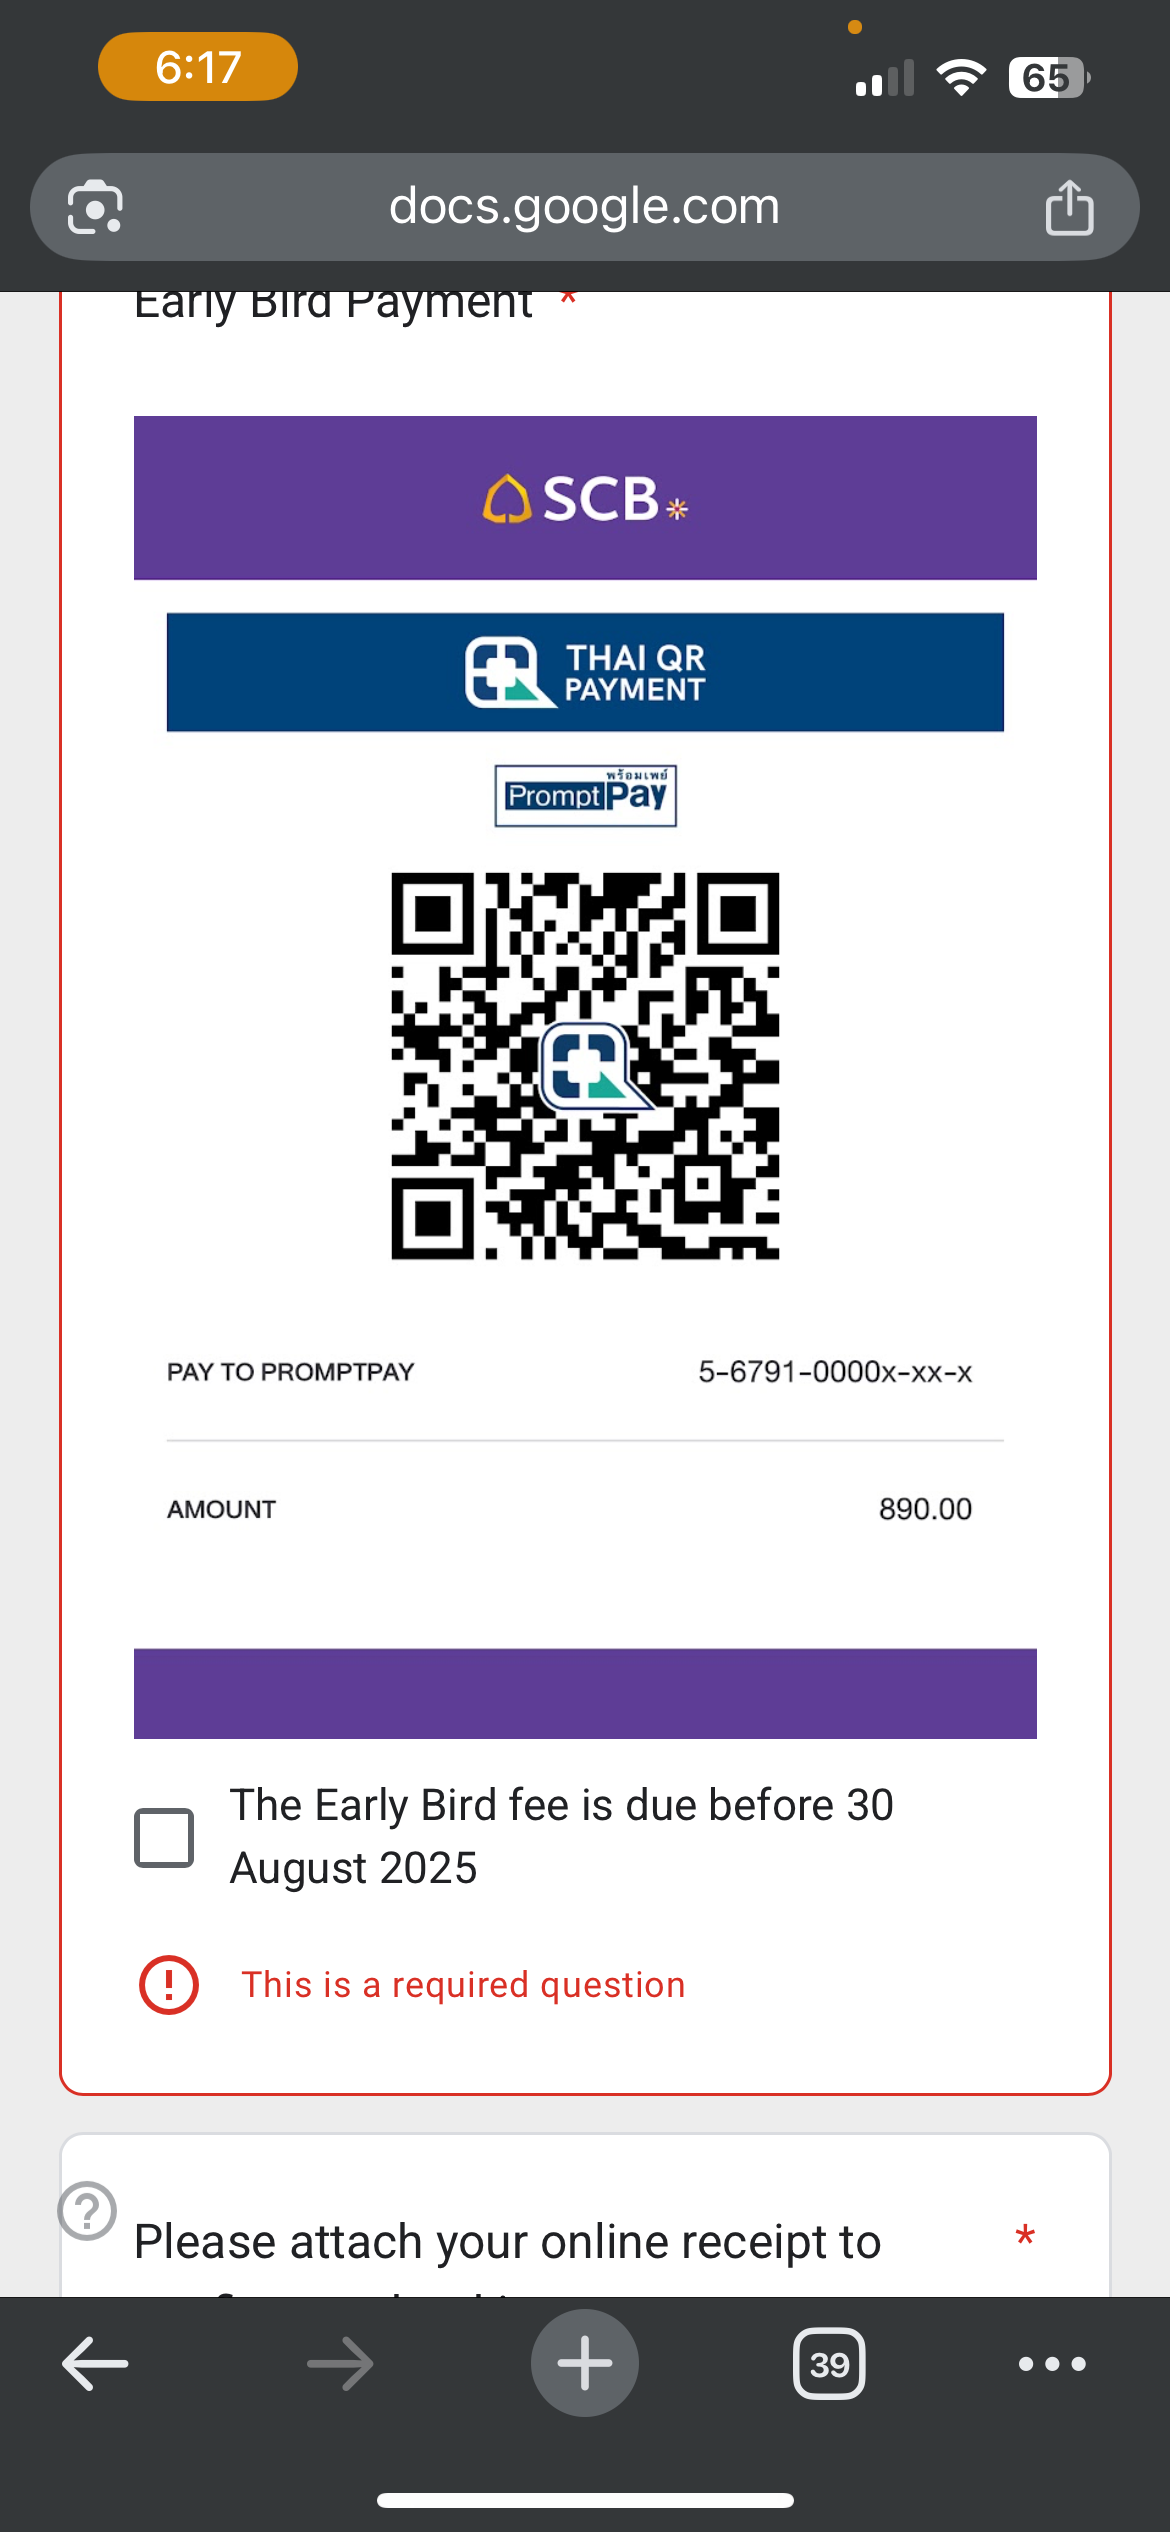 6:17
65
docs.google.com
Early Bird Payment *
SCB
THAI QR
PAYMENT
พร้อมเพย์
Prompt Pay
PAY TO PROMPTPAY 5-6791-0000x-xx-x
AMOUNT 890.00
The Early Bird fee is due before 30
August 2025
! This is a required question
?
Please attach your online receipt to *
39